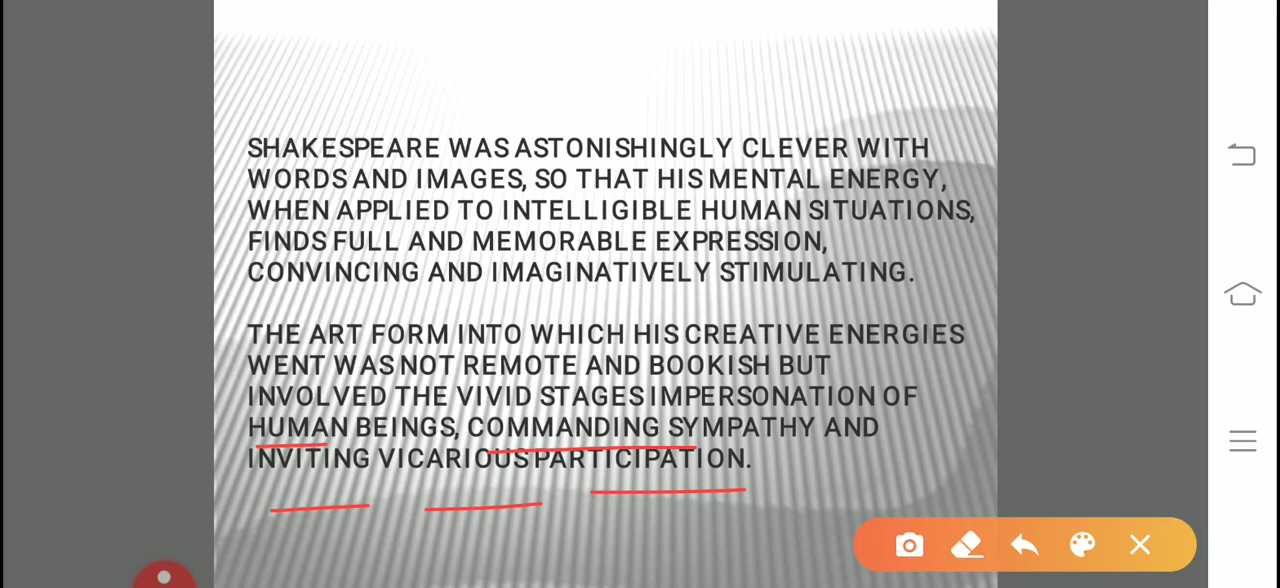 SHAKESPEARE WAS ASTONISHINGLY CLEVER WITH
WORDS AND IMAGES, SO THAT HIS MENTAL ENERGY,
WHEN APPLIED TO INTELLIGIBLE HUMAN SITUATIONS,
FINDS FULL AND MEMORABLE EXPRESSION,
CONVINCING AND IMAGINATIVELY STIMULATING.
THE ART FORM INTO WHICH HIS CREATIVE ENERGIES
WENT WAS NOT REMOTE AND BOOKISH BUT
INVOLVED THE VIVID STAGES IMPERSONATION OF
HUMAN BEINGS, COMMANDING SYMPATHY AND
INVITING VICARIOUS PARTICIPATION.